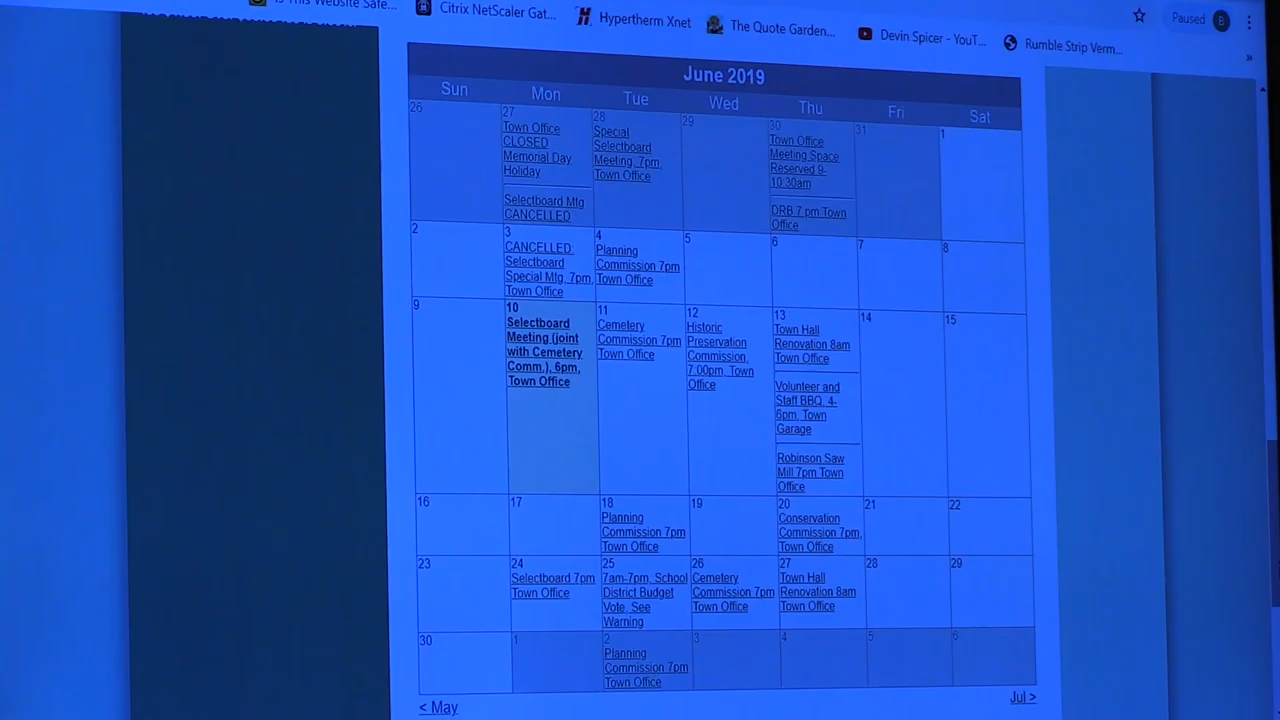 Is This Website Safe...
Citrix NetScaler Gat...
Hypertherm Xnet
The Quote Garden...
Devin Spicer - YouT...
Rumble Strip Verm...
Paused
B
»
June 2019
Sun Mon Tue Wed Thu Fri Sat
26
27
Town Office
CLOSED
Memorial Day
Holiday
Selectboard Mtg
CANCELLED
28
Special
Selectboard
Meeting, 7pm,
Town Office
29
30
Town Office
Meeting Space
Reserved 9-
10:30am
DRB 7 pm Town
Office
31
1
2
3
CANCELLED
Selectboard
Special Mtg, 7pm,
Town Office
4
Planning
Commission 7pm
Town Office
5
6
7
8
9
10
Selectboard
Meeting (joint
with Cemetery
Comm.), 6pm,
Town Office
11
Cemetery
Commission 7pm
Town Office
12
Historic
Preservation
Commission,
7:00pm, Town
Office
13
Town Hall
Renovation 8am
Town Office
Volunteer and
Staff BBQ, 4-
6pm, Town
Garage
Robinson Saw
Mill 7pm Town
Office
14
15
16
17
18
Planning
Commission 7pm
Town Office
19
20
Conservation
Commission 7pm,
Town Office
21
22
23
24
Selectboard 7pm
Town Office
25
7am-7pm, School
District Budget
Vote, See
Warning
26
Cemetery
Commission 7pm
Town Office
27
Town Hall
Renovation 8am
Town Office
28
29
30
1
2
Planning
Commission 7pm
Town Office
3
4
5
6
< May
Jul >